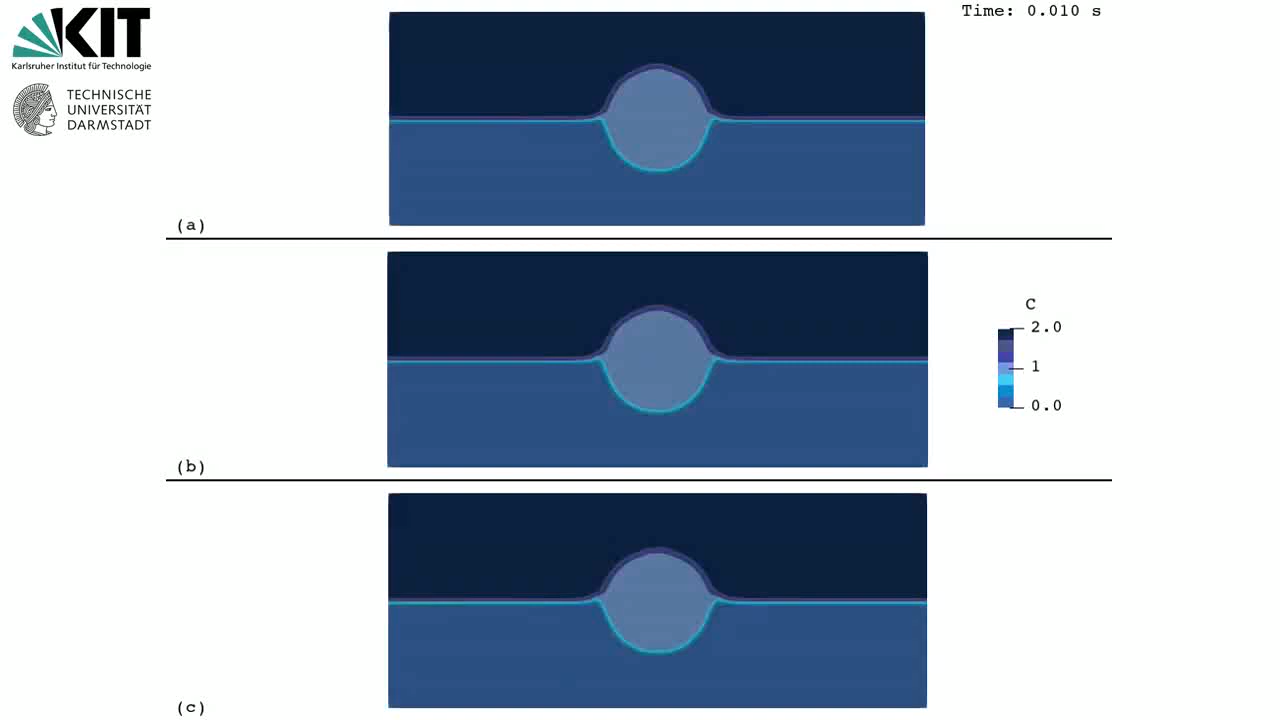 KIT
Karlsruher Institut für Technologie
TECHNISCHE
UNIVERSITÄT
DARMSTADT
Time: 0.010 s
(a)
(b)
C
2.0
1
0.0
(c)